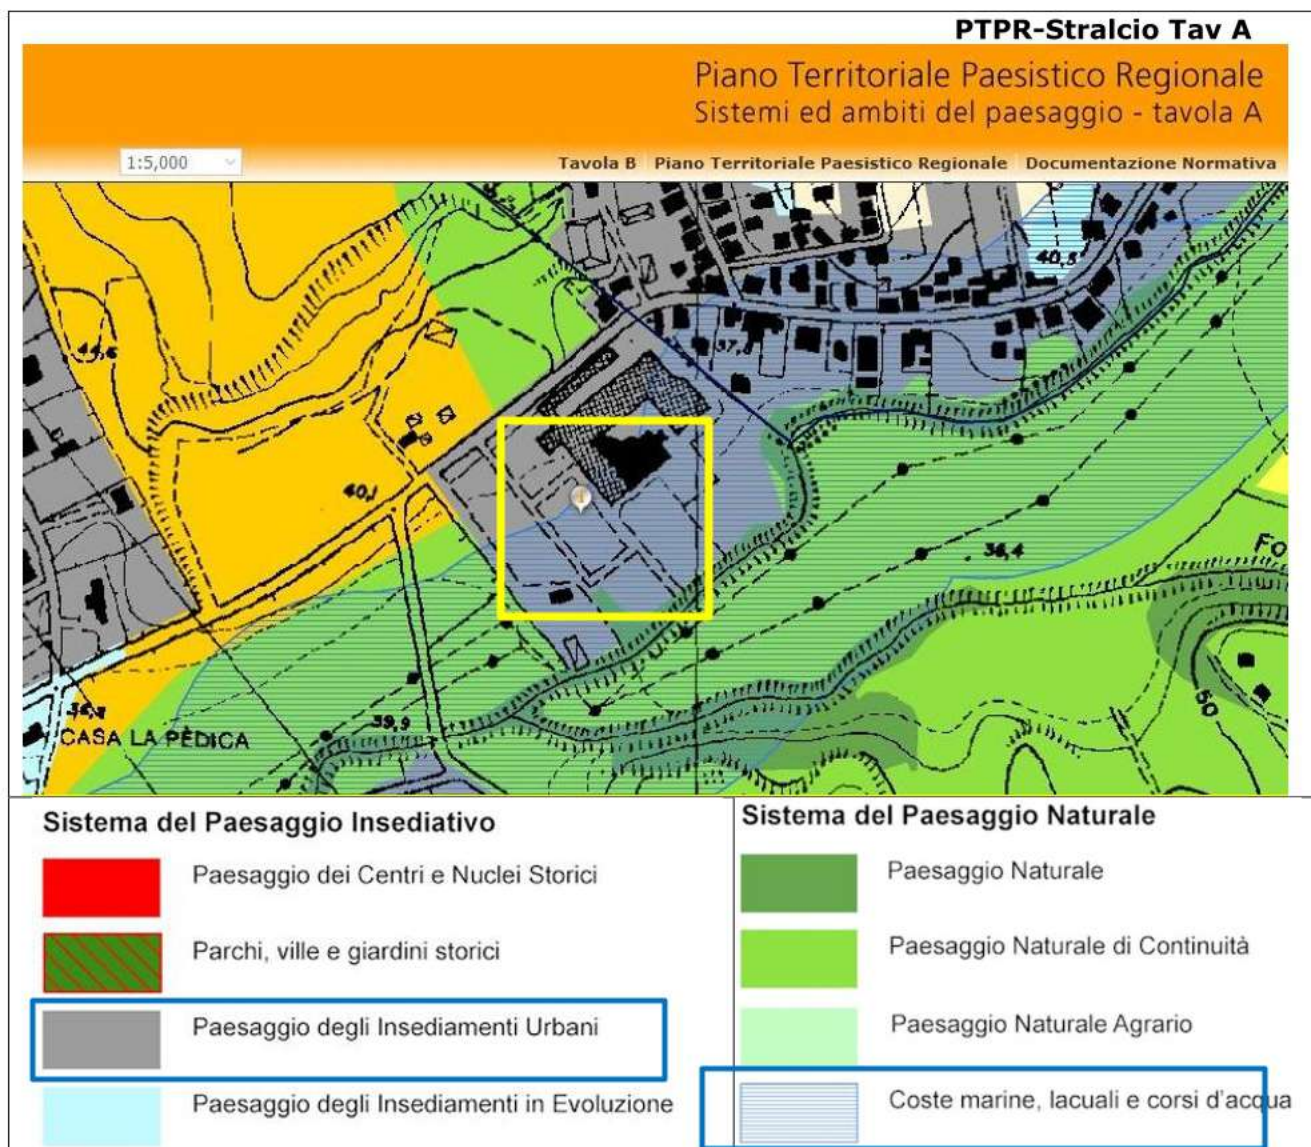 PTPR-Stralcio Tav A
Piano Territoriale Paesistico Regionale
Sistemi ed ambiti del paesaggio - tavola A
1:5,000
Tavola B Piano Territoriale Paesistico Regionale Documentazione Normativa
40,5
37,8
40,1
36,4
Fo
50
39,9
CASA LA PEDICA
Sistema del Paesaggio Insediativo
Paesaggio dei Centri e Nuclei Storici
Parchi, ville e giardini storici
Paesaggio degli Insediamenti Urbani
Paesaggio degli Insediamenti in Evoluzione
Sistema del Paesaggio Naturale
Paesaggio Naturale
Paesaggio Naturale di Continuità
Paesaggio Naturale Agrario
Coste marine, lacuali e corsi d'acqua